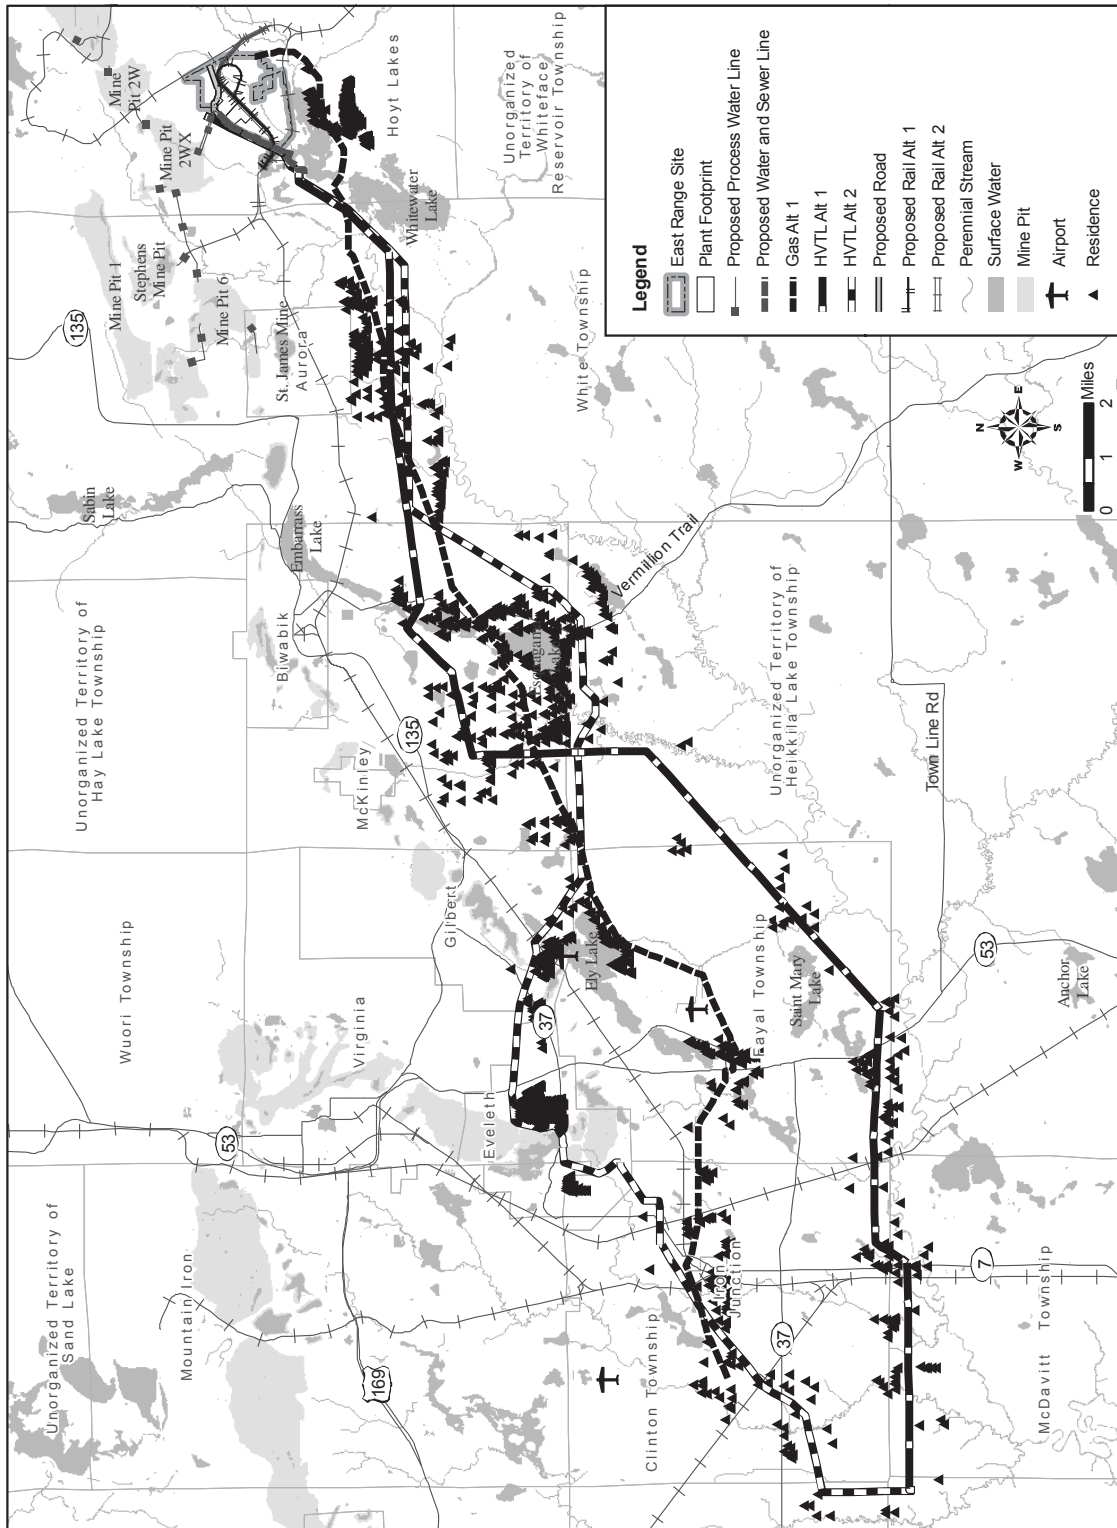 Unorganized Territory of
Sand Lake
Mountain Iron
169
53
Wuori Township
Virginia
Unorganized Territory of
Hay Lake Township
McKinley
Gilbert
135
Biwabik
Sabin
Lake
Embarrass
Lake
135
Mine Pit 1
Stephens
Mine Pit
Mine Pit 6
St. James Mine
Aurora
Mine Pit
2WX
Mine
Pit 2W
Hoyt Lakes
Whitewater
Lake
Unorganized
Territory of
Whiteface
Reservoir Township
White Township
Vermillion Trail
Esquagama
Lake
Eveleth
37
Ely Lake
Clinton Township
Iron
Junction
37
Fayal Township
Saint Mary
Lake
Unorganized Territory of
Heikkila Lake Township
Town Line Rd
53
Anchor
Lake
7
McDavitt Township
N
E
S
W
0 1 2
Miles
Legend
East Range Site
Plant Footprint
Proposed Process Water Line
Proposed Water and Sewer Line
Gas Alt 1
HVTL Alt 1
HVTL Alt 2
Proposed Road
Proposed Rail Alt 1
Proposed Rail Alt 2
Perennial Stream
Surface Water
Mine Pit
Airport
Residence